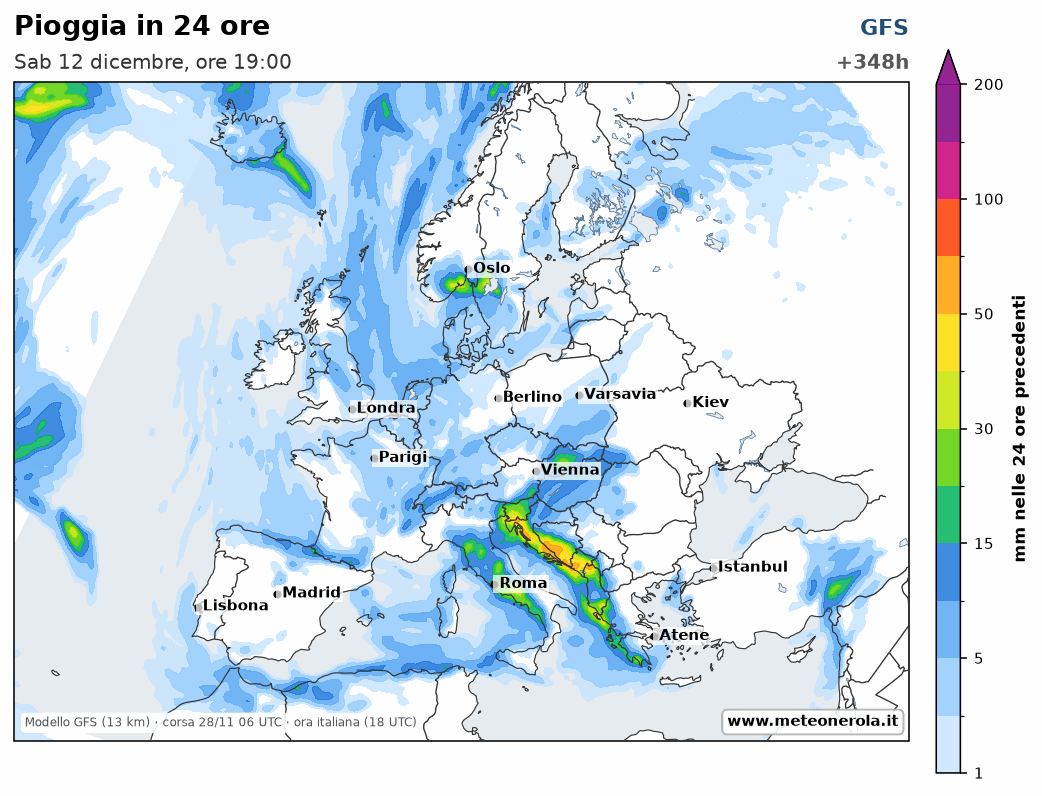 Pioggia in 24 ore
GFS
Sab 12 dicembre, ore 19:00
+348h
200
100
50
30
15
5
1
mm nelle 24 ore precedenti
Oslo
Berlino
Varsavia
Kiev
Londra
Parigi
Vienna
Istanbul
Roma
Madrid
Lisbona
Atene
Modello GFS (13 km) · corsa 28/11 06 UTC · ora italiana (18 UTC)
www.meteonerola.it